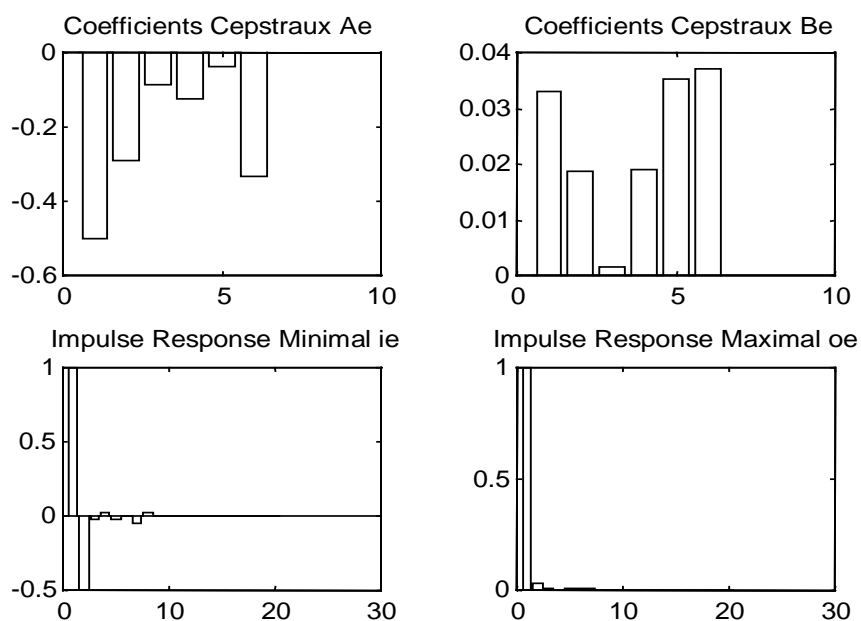 Coefficients Cepstraux Ae
0
-0.2
-0.4
-0.6
0 5 10
Coefficients Cepstraux Be
0.04
0.03
0.02
0.01
0
0 5 10
Impulse Response Minimal ie
1
0.5
0
-0.5
0 10 20 30
Impulse Response Maximal oe
1
0.5
0
0 10 20 30